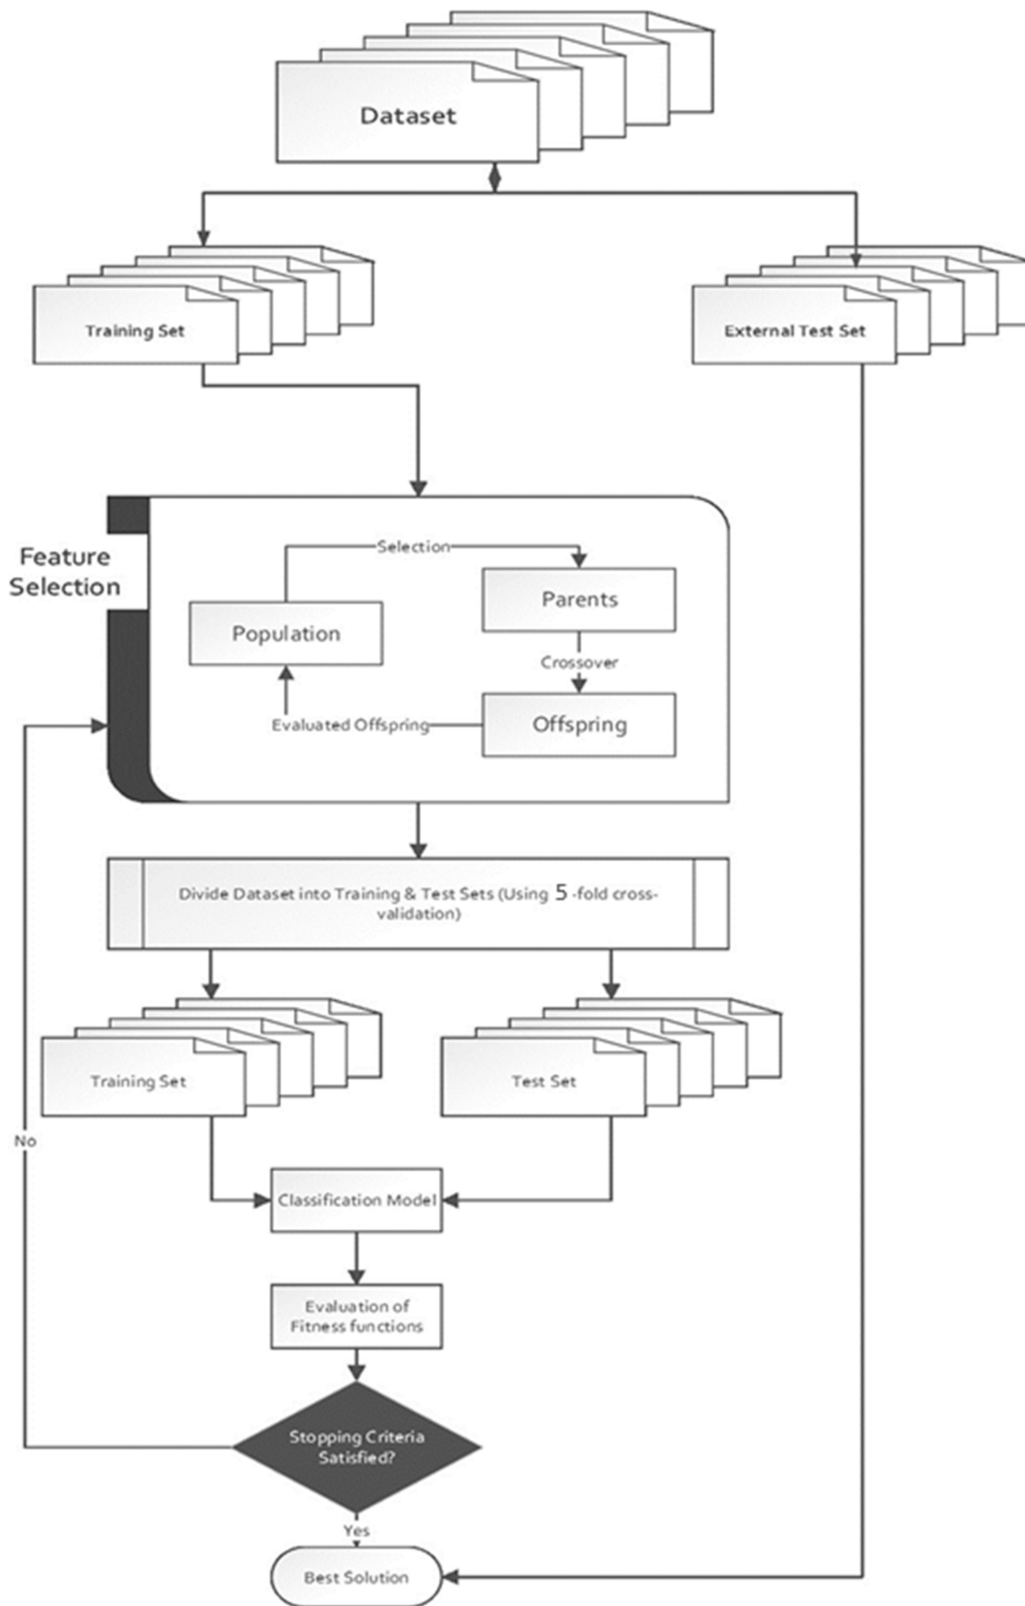 Dataset
Training Set
External Test Set
Feature
Selection
Selection
Parents
Population
Crossover
Evaluated Offspring
Offspring
Divide Dataset into Training & Test Sets (Using 5 -fold cross-
validation)
Training Set
Test Set
No
Classification Model
Evaluation of
Fitness functions
Stopping Criteria
Satisfied?
Yes
Best Solution